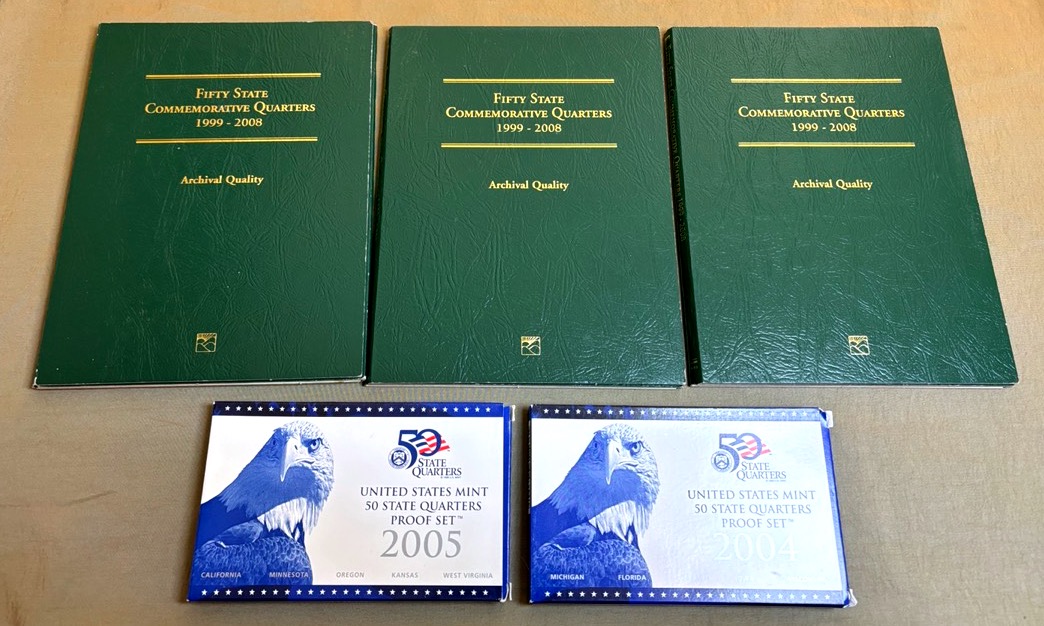 FIFTY STATE
COMMEMORATIVE QUARTERS
1999 - 2008
Archival Quality
FIFTY STATE
COMMEMORATIVE QUARTERS
1999 - 2008
Archival Quality
FIFTY STATE
COMMEMORATIVE QUARTERS
1999 - 2008
Archival Quality
50
STATE
QUARTERS
UNITED STATES MINT
50 STATE QUARTERS
PROOF SET™
2005
CALIFORNIA MINNESOTA OREGON KANSAS WEST VIRGINIA
50
STATE
QUARTERS
UNITED STATES MINT
50 STATE QUARTERS
PROOF SET™
2004
MICHIGAN FLORIDA